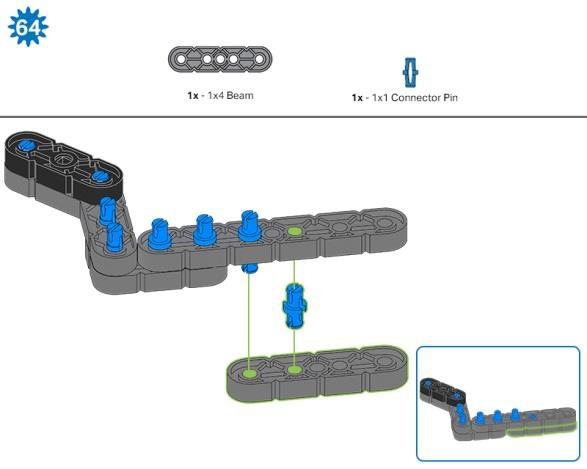 64
1x - 1x4 Beam
1x - 1x1 Connector Pin